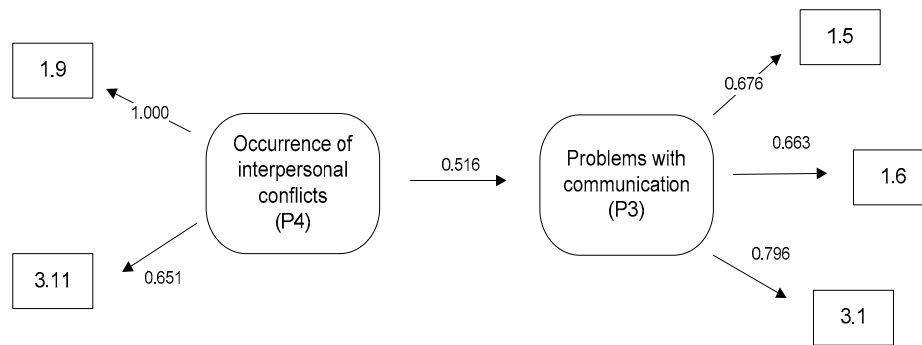 1.9
1.000
3.11
0.651
Occurrence of
interpersonal
conflicts
(P4)
0.516
Problems with
communication
(P3)
0.676
1.5
0.663
1.6
0.796
3.1